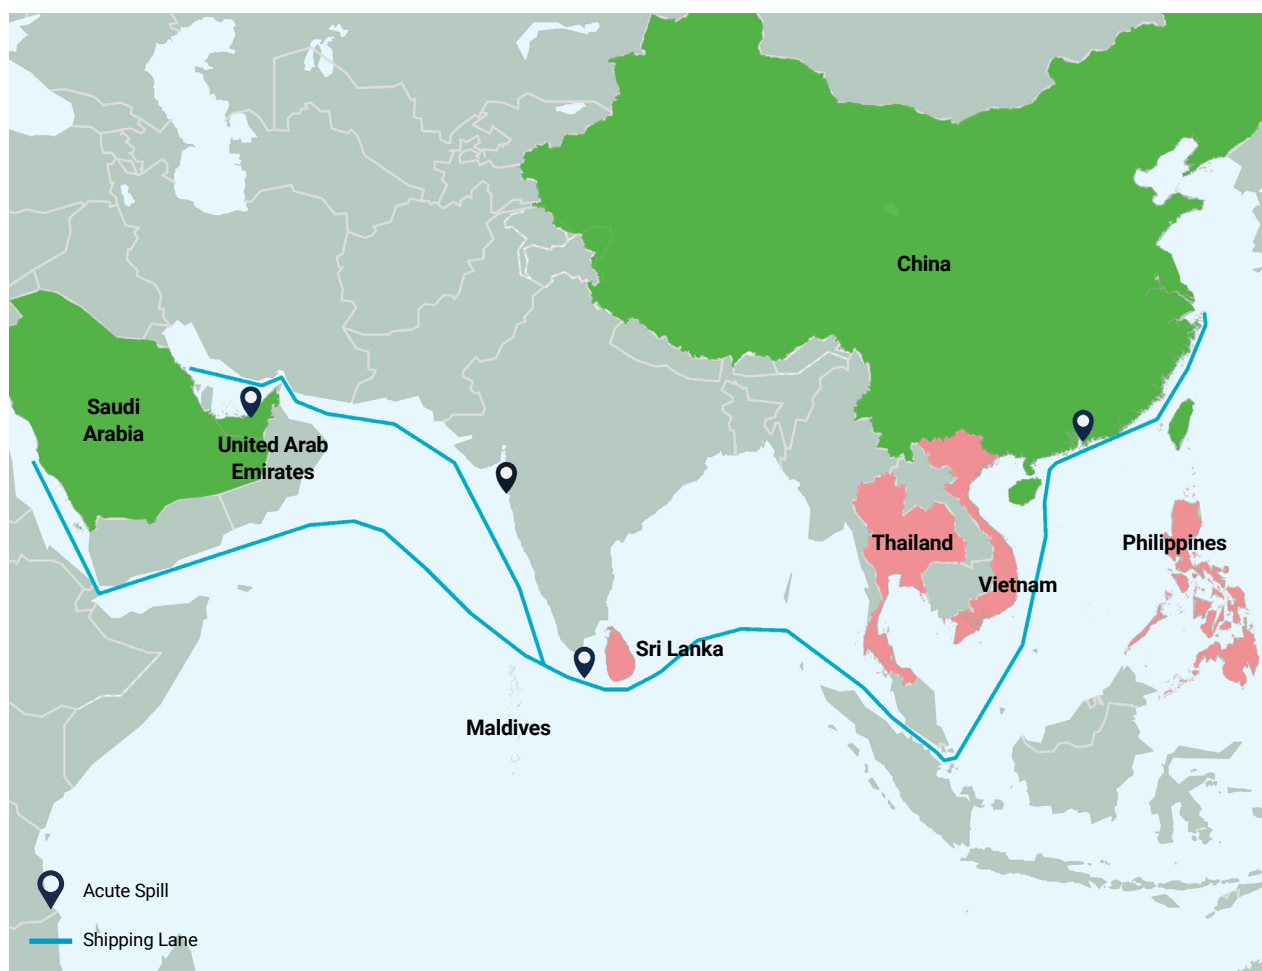 China
Saudi
Arabia
United Arab
Emirates
Thailand
Philippines
Vietnam
Sri Lanka
Maldives
Acute Spill
Shipping Lane